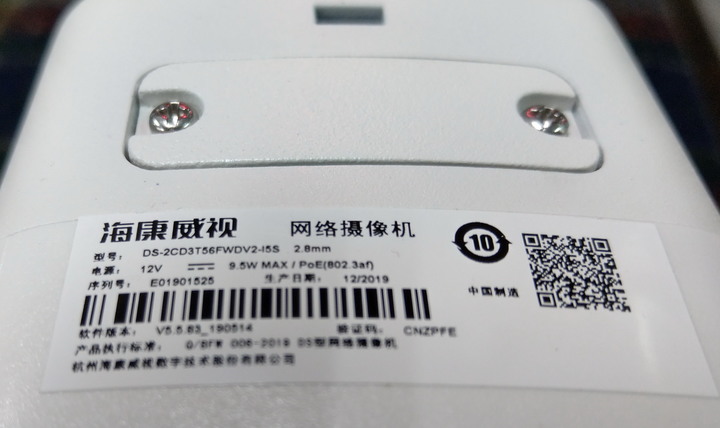 海康威视 网络摄像机
型号: DS-2CD3T56FWDV2-I5S 2.8mm
电源: 12V ⎓ 9.5W MAX / PoE(802.3af)
序列号: E01901525 生产日期: 12/2019
10
中国制造
软件版本: V5.5.83_190514 验证码: CNZPFE
产品执行标准: Q/BFW 006-2019 DS型网络摄像机
杭州海康威视数字技术股份有限公司